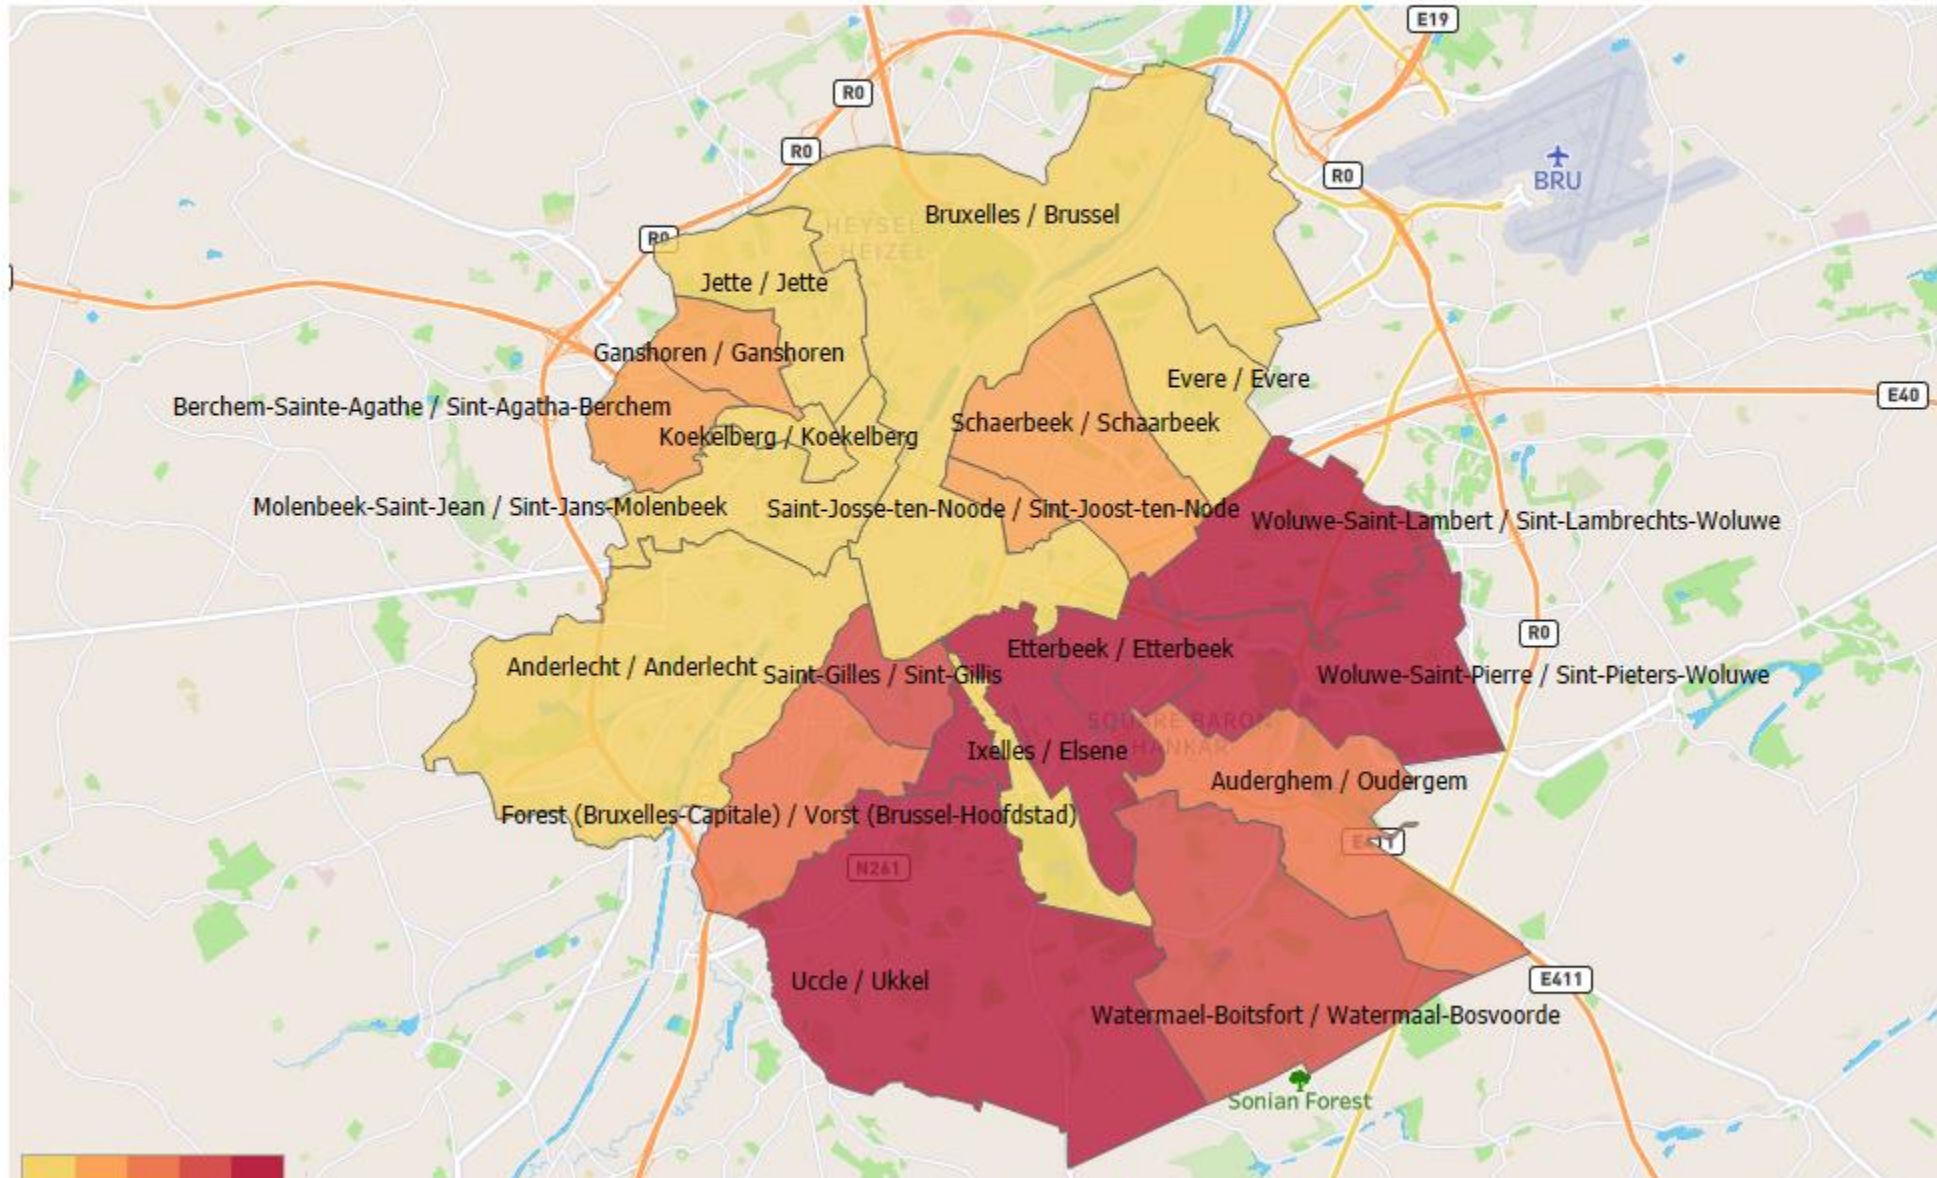 E19
R0
R0
R0
BRU
Bruxelles / Brussel
HEYSEL
HEIZEL
R0
Jette / Jette
Ganshoren / Ganshoren
Evere / Evere
E40
Berchem-Sainte-Agathe / Sint-Agatha-Berchem
Schaerbeek / Schaarbeek
Koekelberg / Koekelberg
Molenbeek-Saint-Jean / Sint-Jans-Molenbeek
Saint-Josse-ten-Noode / Sint-Joost-ten-Node
Woluwe-Saint-Lambert / Sint-Lambrechts-Woluwe
R0
Etterbeek / Etterbeek
Anderlecht / Anderlecht
Saint-Gilles / Sint-Gillis
Woluwe-Saint-Pierre / Sint-Pieters-Woluwe
SQUARE BARON
HANKAR
Ixelles / Elsene
Auderghem / Oudergem
Forest (Bruxelles-Capitale) / Vorst (Brussel-Hoofdstad)
N261
E411
Uccle / Ukkel
Watermael-Boitsfort / Watermaal-Bosvoorde
Sonian Forest